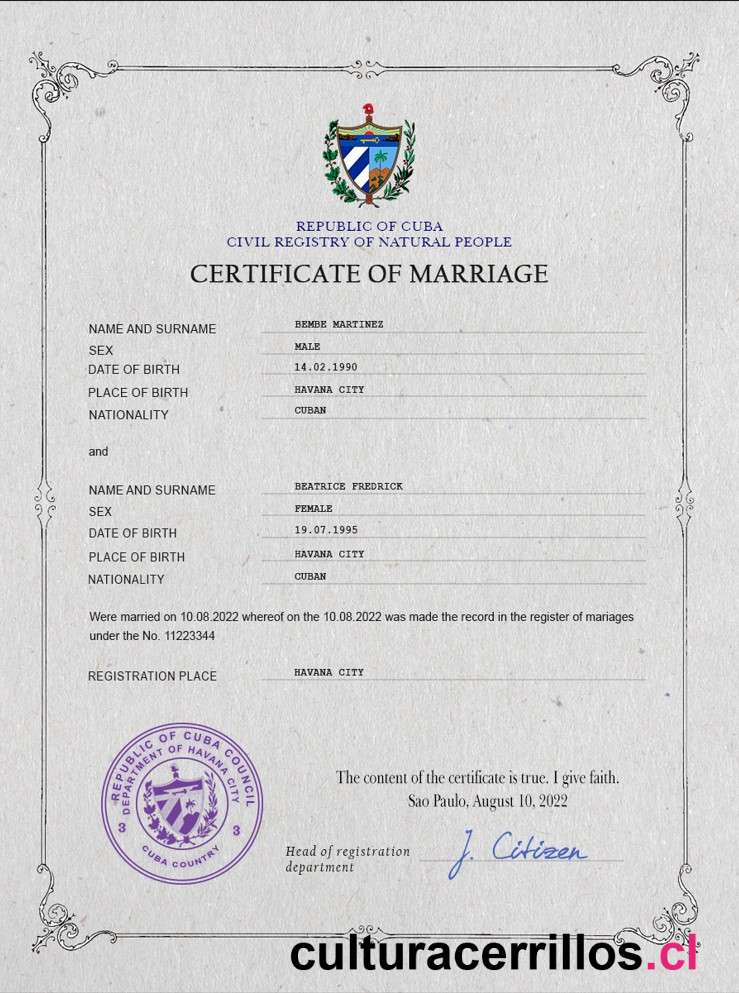 REPUBLIC OF CUBA
CIVIL REGISTRY OF NATURAL PEOPLE
CERTIFICATE OF MARRIAGE
NAME AND SURNAME BEMBE MARTINEZ
SEX MALE
DATE OF BIRTH 14.02.1990
PLACE OF BIRTH HAVANA CITY
NATIONALITY CUBAN
and
NAME AND SURNAME BEATRICE FREDRICK
SEX FEMALE
DATE OF BIRTH 19.07.1995
PLACE OF BIRTH HAVANA CITY
NATIONALITY CUBAN
Were married on 10.08.2022 whereof on the 10.08.2022 was made the record in the register of mariages
under the No. 11223344
REGISTRATION PLACE HAVANA CITY
REPUBLIC OF CUBA COUNCIL
DEPARTMENT OF HAVANA CITY
3 3
CUBA COUNTRY
The content of the certificate is true. I give faith.
Sao Paulo, August 10, 2022
Head of registration
department
J. Citizen
culturacerrillos.cl